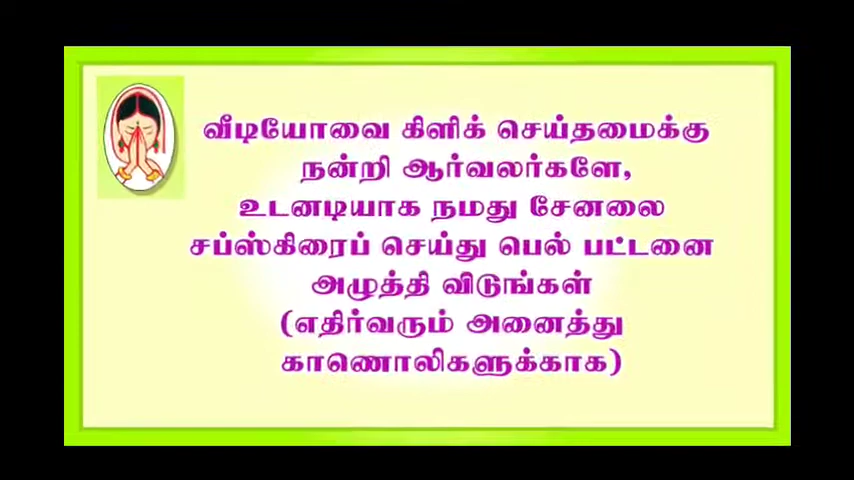 வீடியோவை கிளிக் செய்தமைக்கு
நன்றி ஆர்வலர்களே,
உடனடியாக நமது சேனலை
சப்ஸ்கிரைப் செய்து பெல் பட்டனை
அழுத்தி விடுங்கள்
(எதிர்வரும் அனைத்து
காணொலிகளுக்காக)